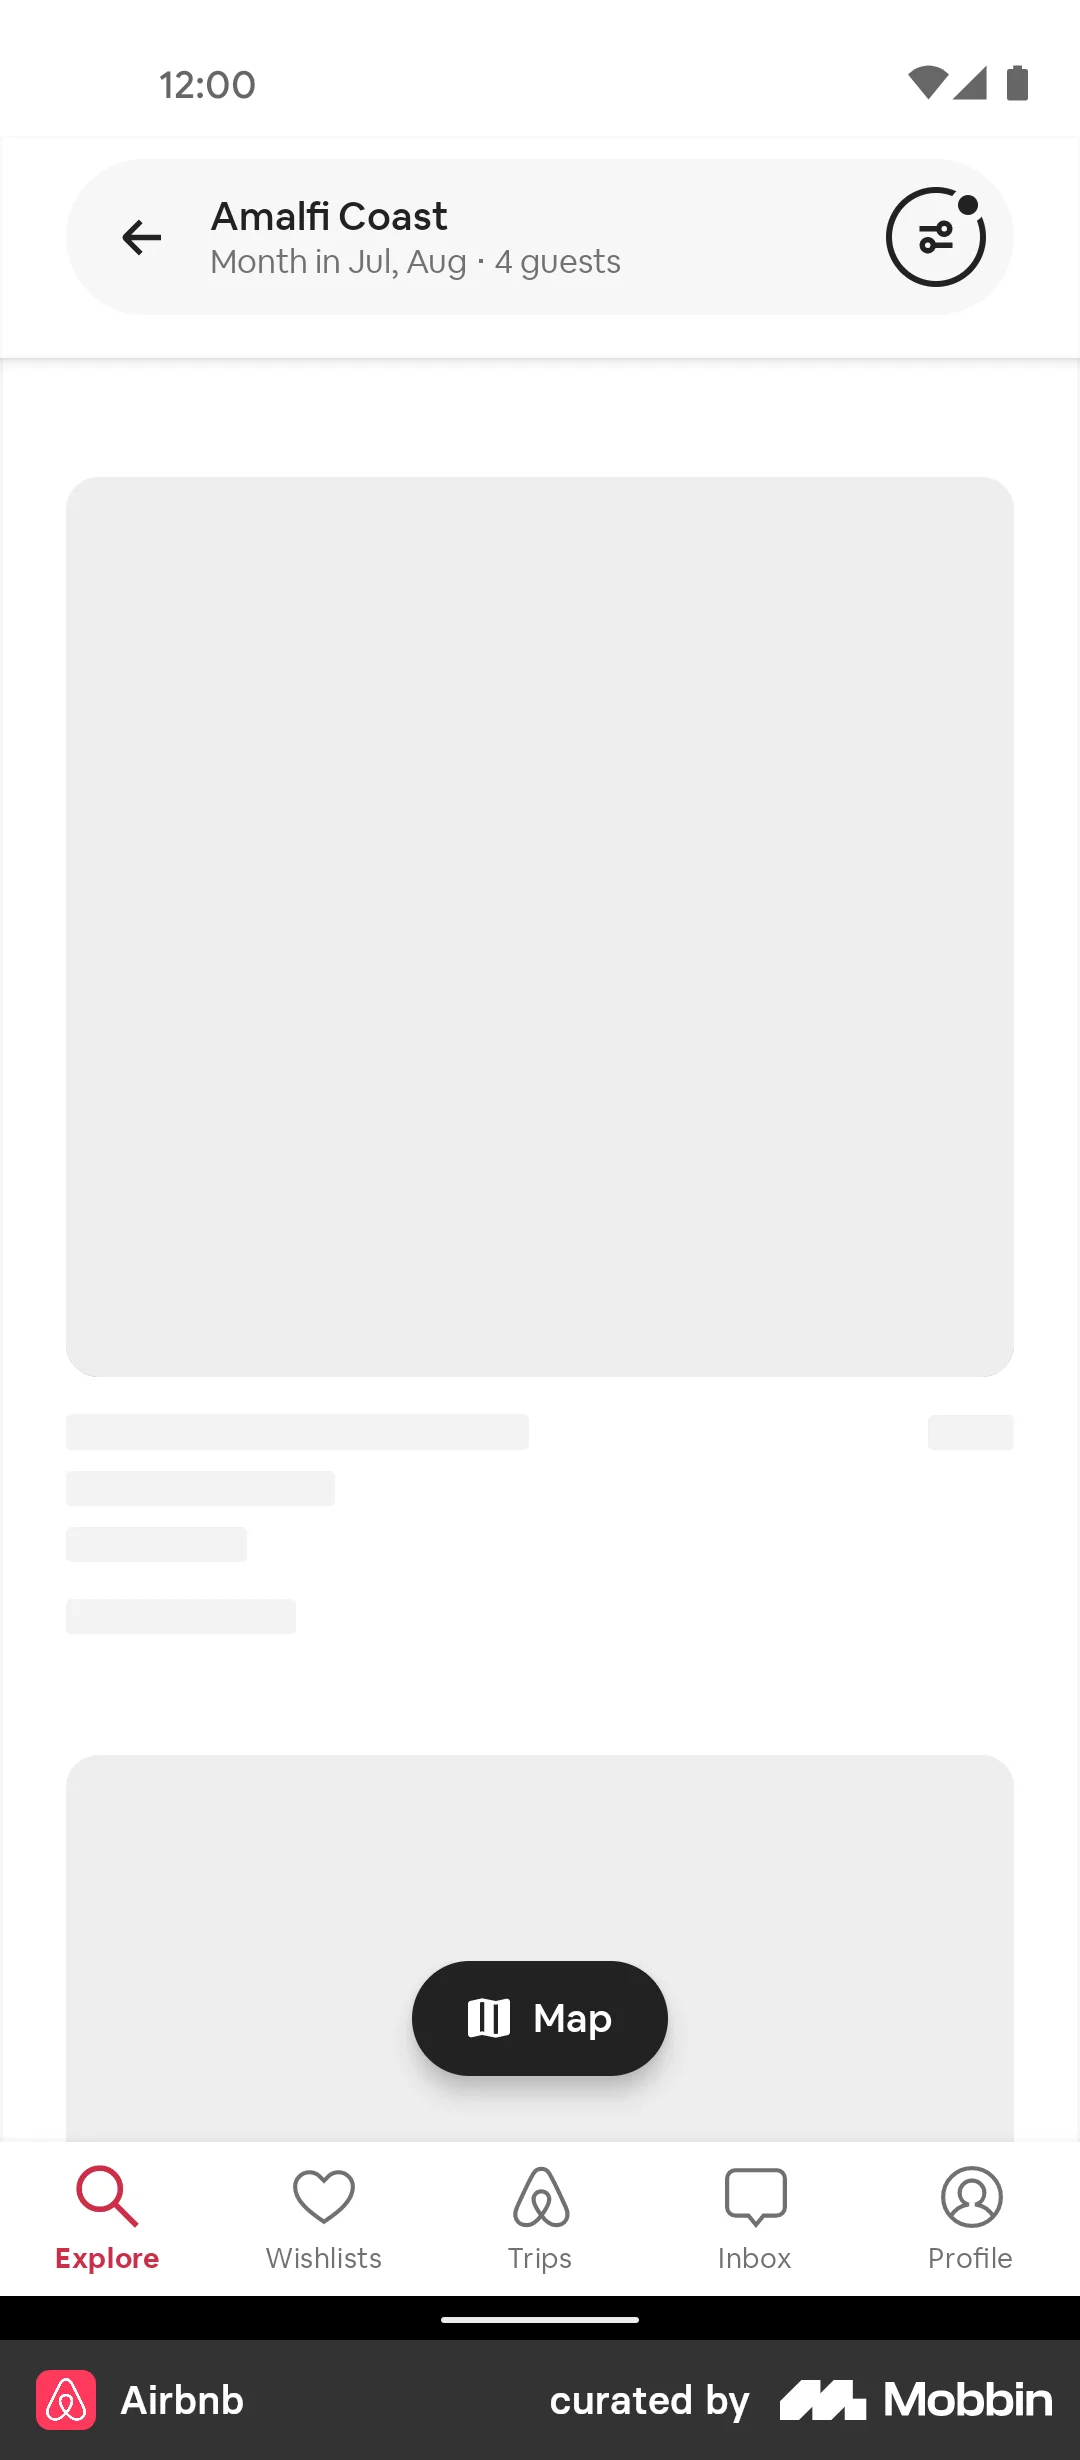 12:00
Amalfi Coast
Month in Jul, Aug · 4 guests
Map
Explore
Wishlists
Trips
Inbox
Profile
Airbnb
curated by Mobbin